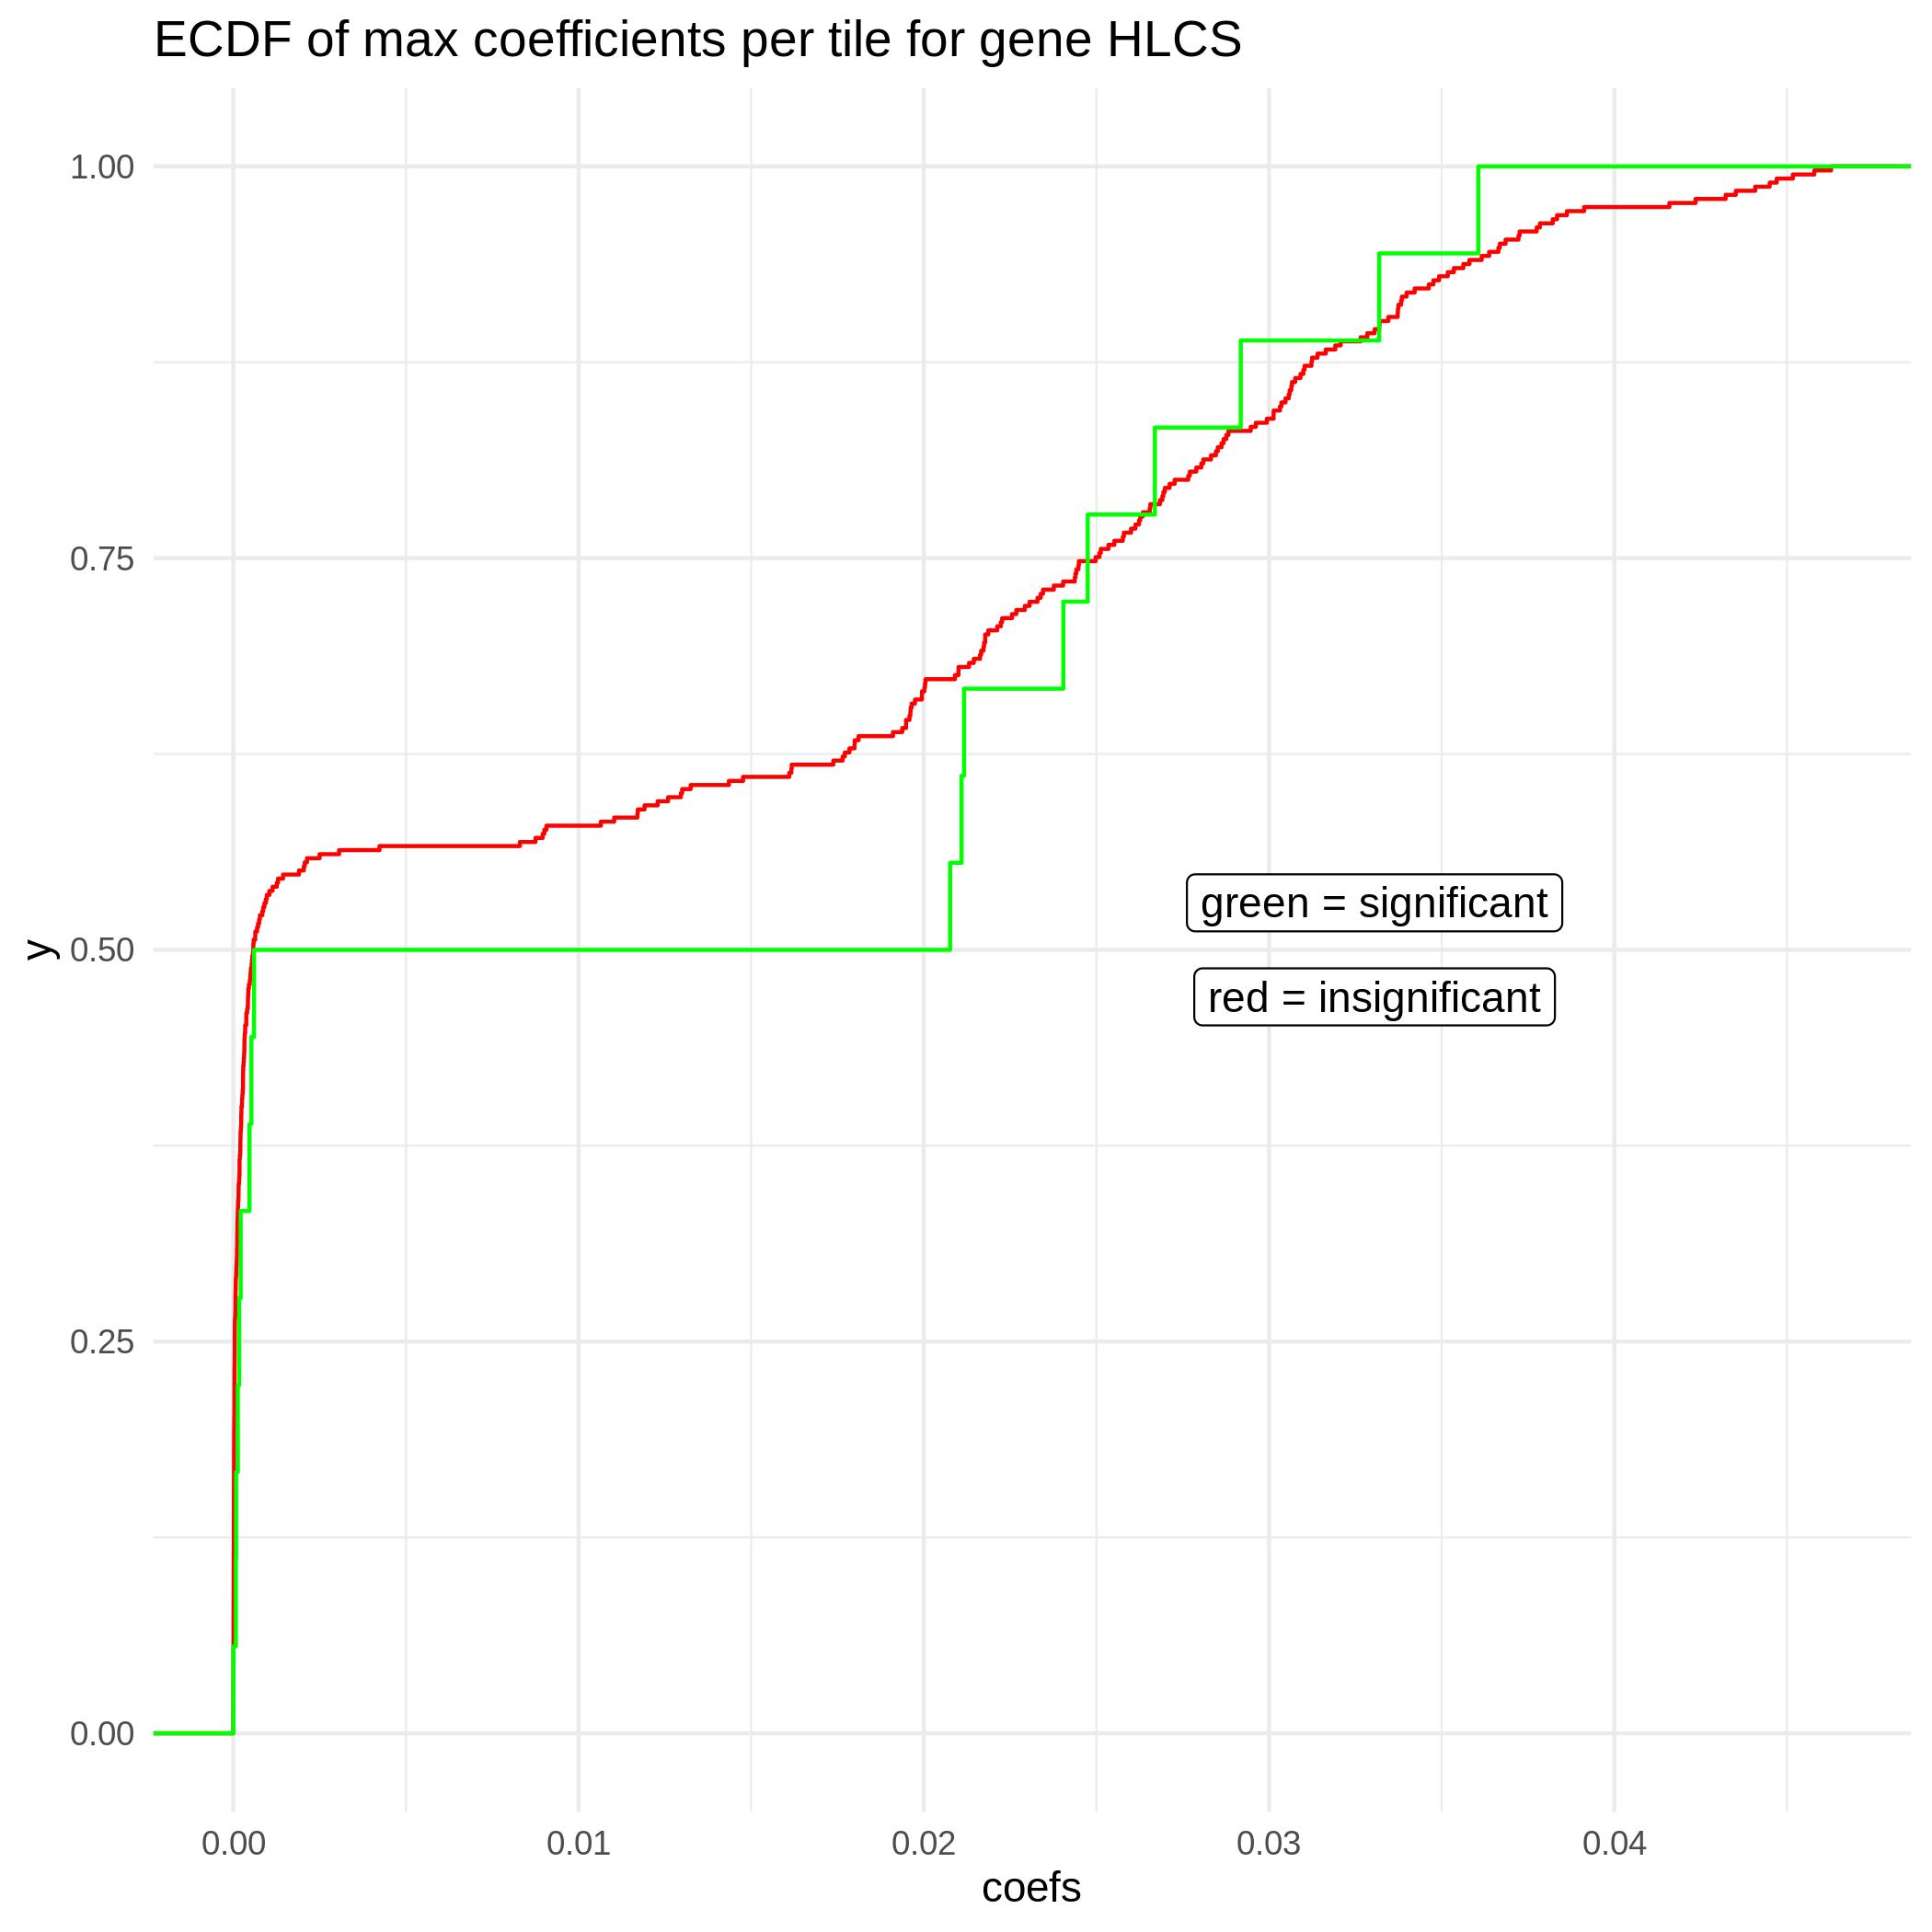 ECDF of max coefficients per tile for gene HLCS
1.00
0.75
0.50
0.25
0.00
y
green = significant
red = insignificant
0.00 0.01 0.02 0.03 0.04
coefs